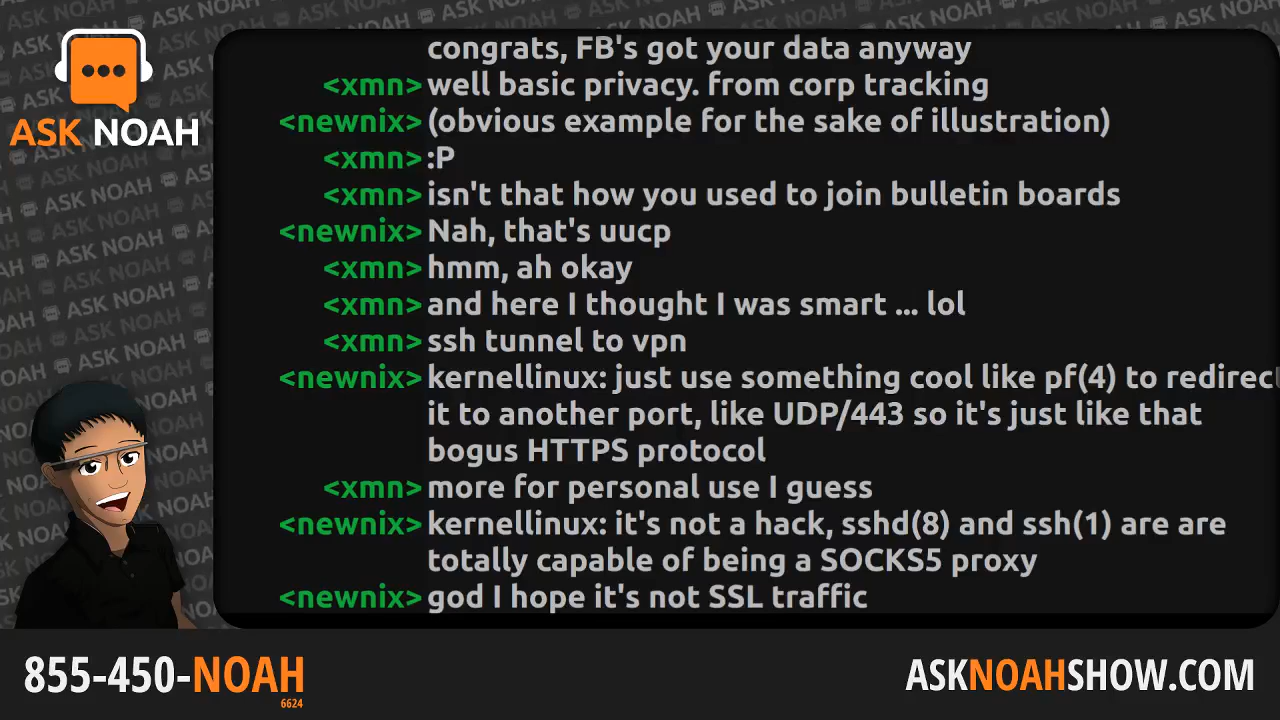 ASK NOAH
congrats, FB's got your data anyway
<xmn> well basic privacy. from corp tracking
<newnix> (obvious example for the sake of illustration)
<xmn> :P
<xmn> isn't that how you used to join bulletin boards
<newnix> Nah, that's uucp
<xmn> hmm, ah okay
<xmn> and here I thought I was smart ... lol
<xmn> ssh tunnel to vpn
<newnix> kernellinux: just use something cool like pf(4) to redirect
it to another port, like UDP/443 so it's just like that
bogus HTTPS protocol
<xmn> more for personal use I guess
<newnix> kernellinux: it's not a hack, sshd(8) and ssh(1) are are
totally capable of being a SOCKS5 proxy
<newnix> god I hope it's not SSL traffic
855-450-NOAH
6624
ASKNOAHSHOW.COM